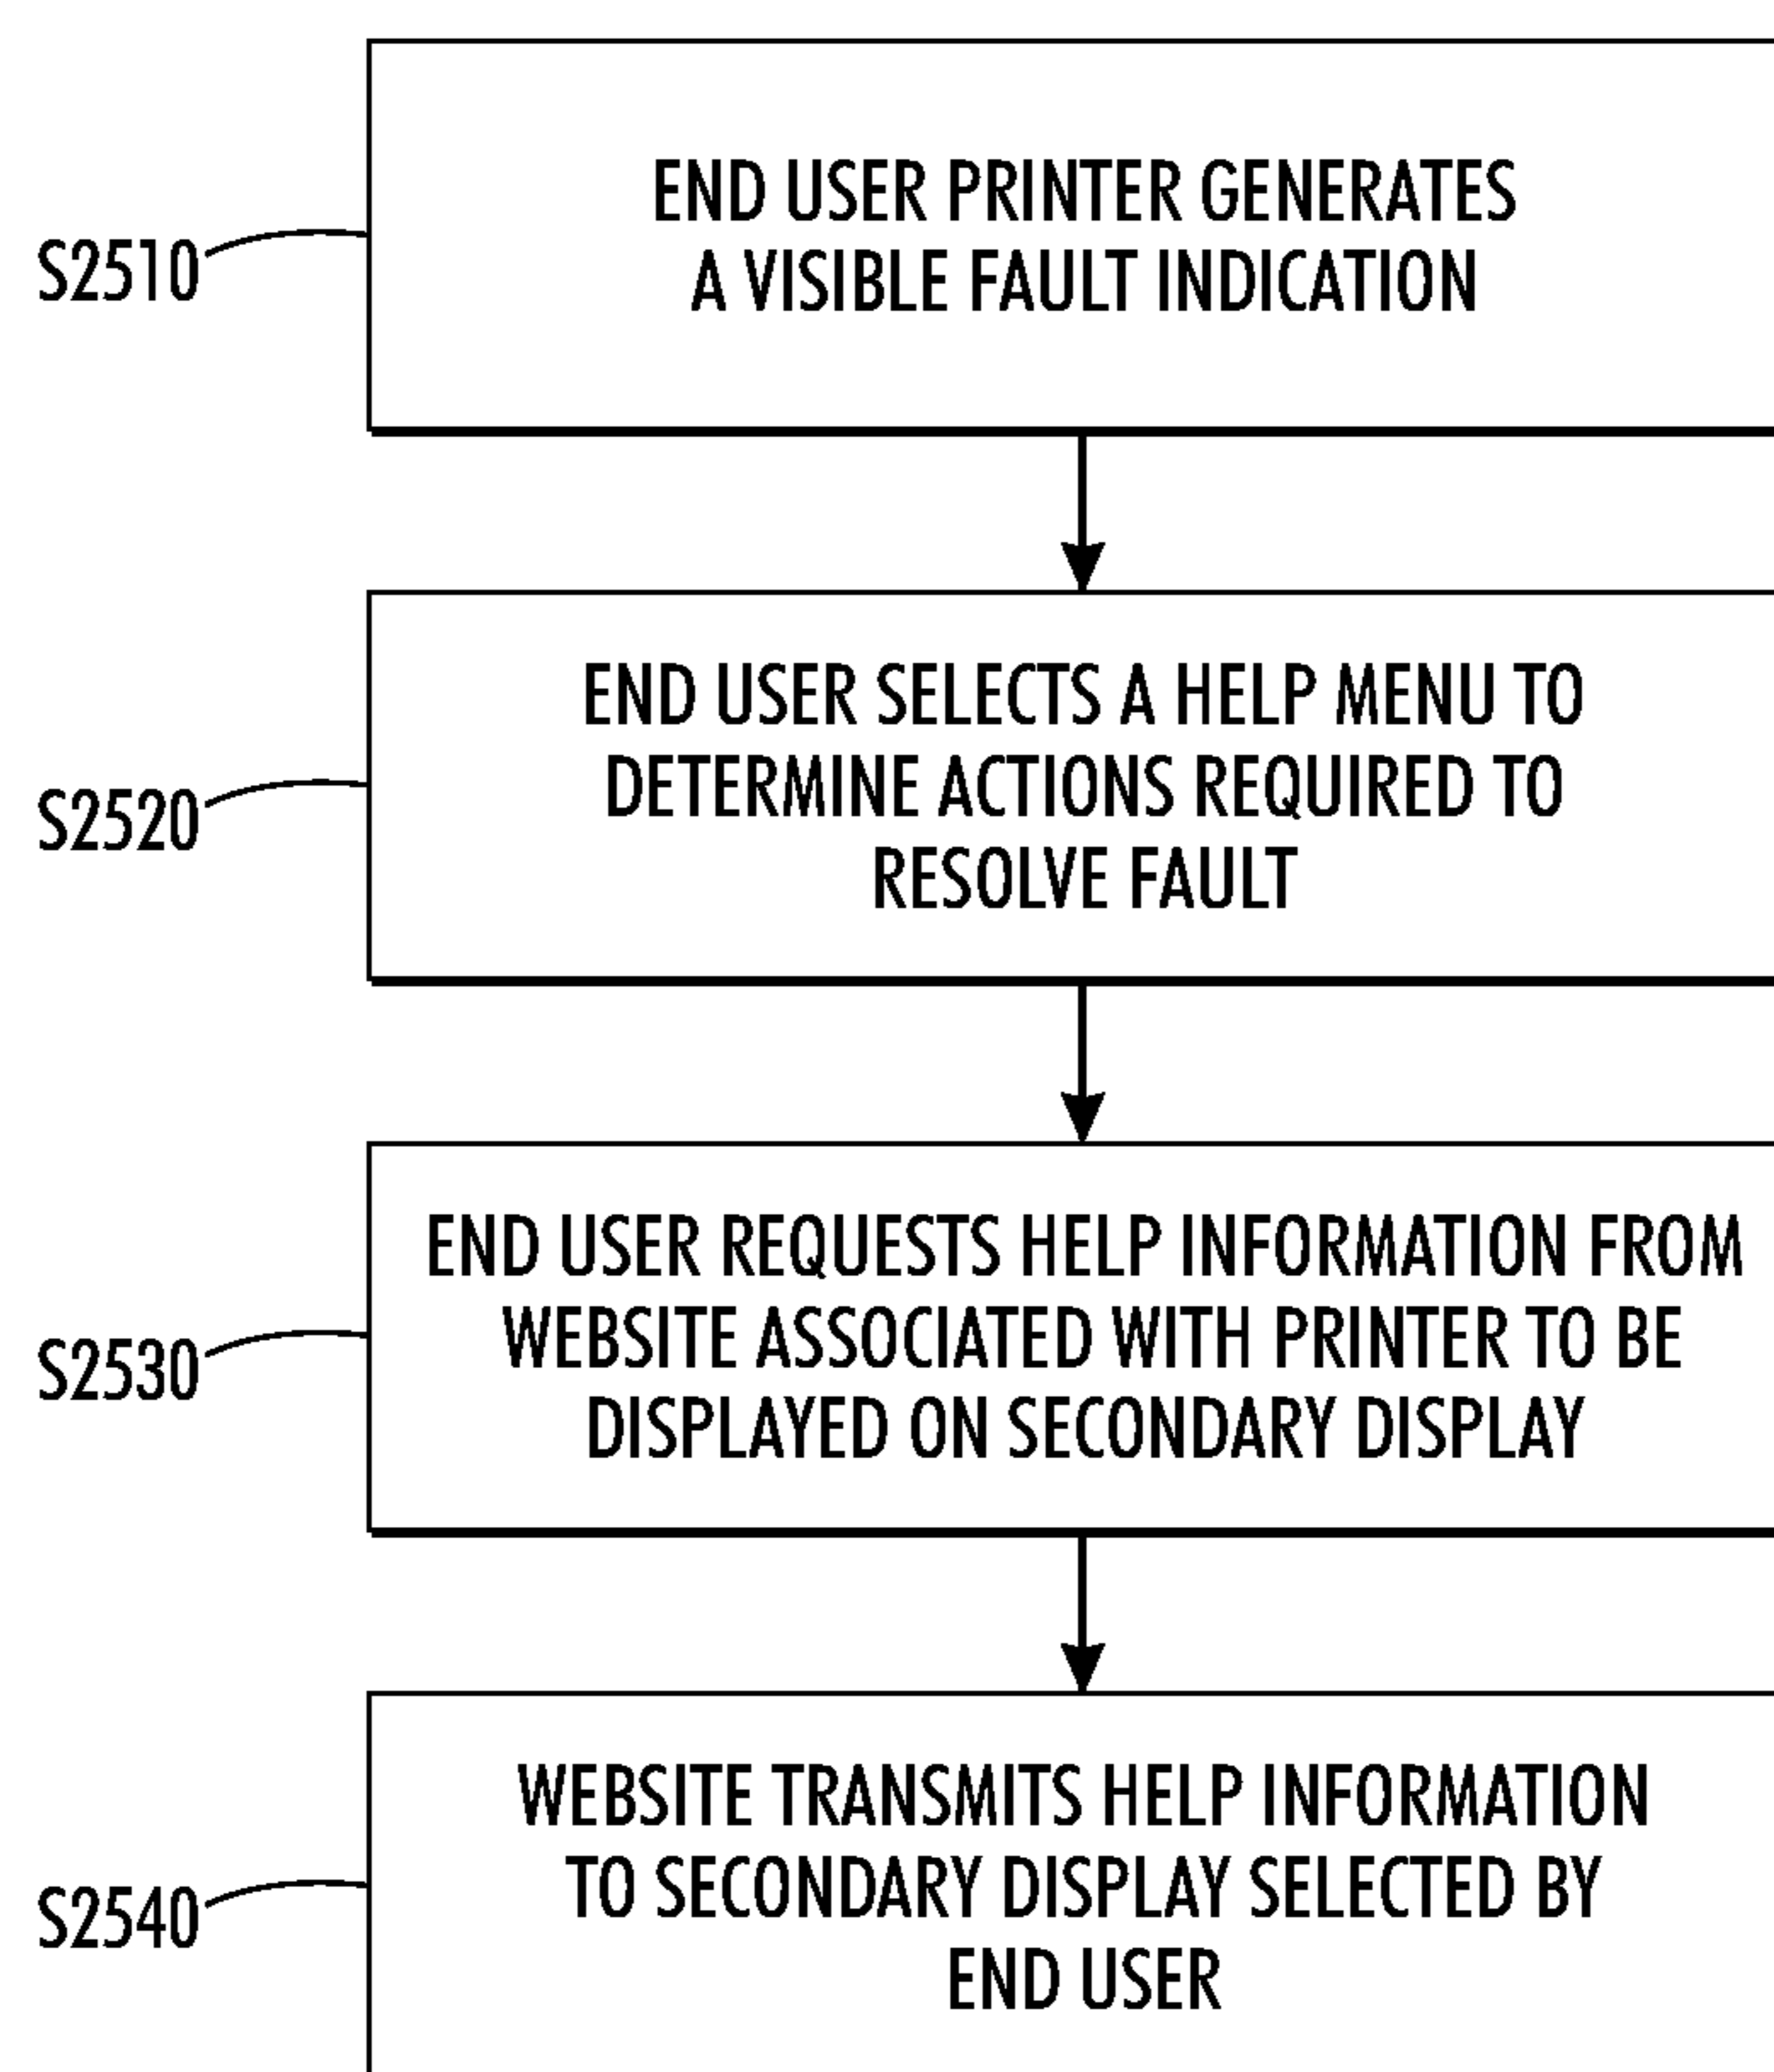 END USER PRINTER GENERATES
A VISIBLE FAULT INDICATION
S2510
END USER SELECTS A HELP MENU TO
DETERMINE ACTIONS REQUIRED TO
RESOLVE FAULT
S2520
END USER REQUESTS HELP INFORMATION FROM
WEBSITE ASSOCIATED WITH PRINTER TO BE
DISPLAYED ON SECONDARY DISPLAY
S2530
WEBSITE TRANSMITS HELP INFORMATION
TO SECONDARY DISPLAY SELECTED BY
END USER
S2540